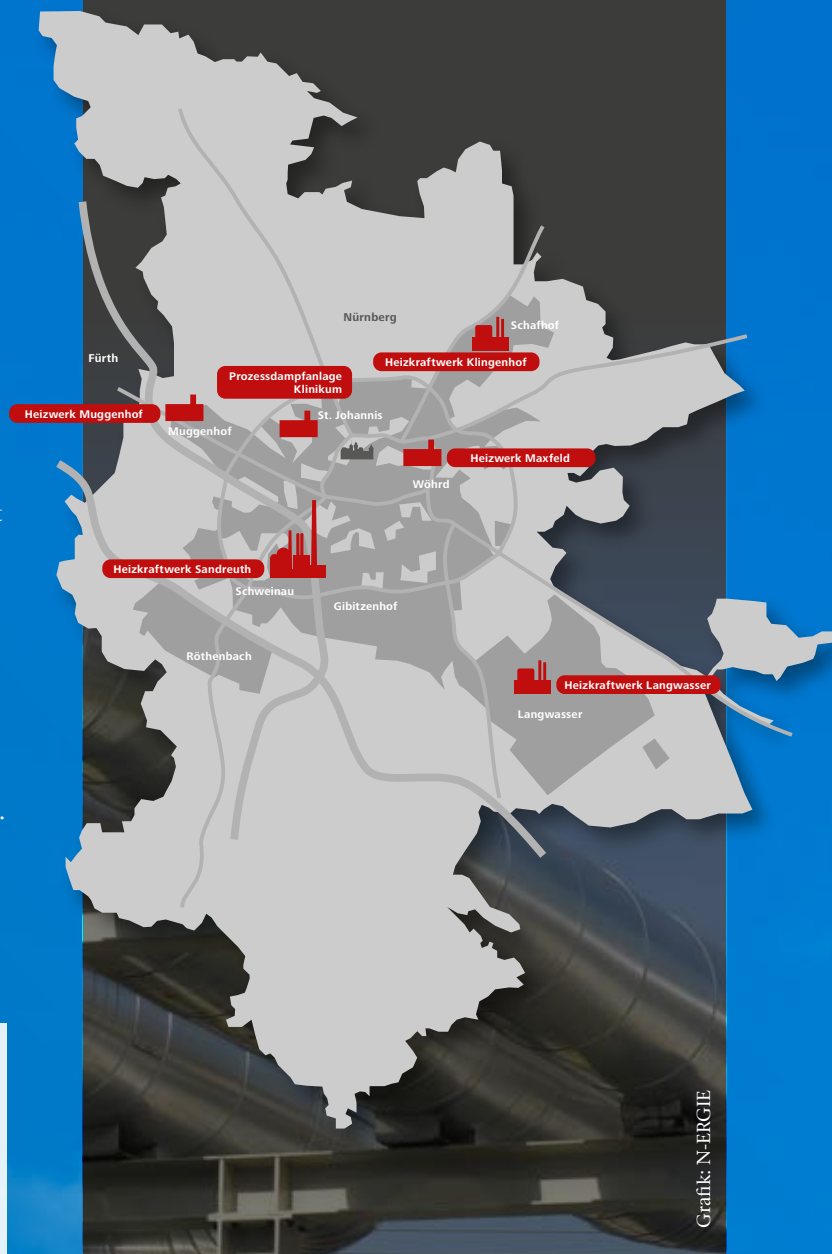 Nürnberg
Schafhof
Fürth
Heizkraftwerk Klingenhof
Prozessdampfanlage
Klinikum
Heizwerk Muggenhof
St. Johannis
Muggenhof
Heizwerk Maxfeld
Wöhrd
Heizkraftwerk Sandreuth
Schweinau
Gibitzenhof
Röthenbach
Heizkraftwerk Langwasser
Langwasser
Grafik: N-ERGIE